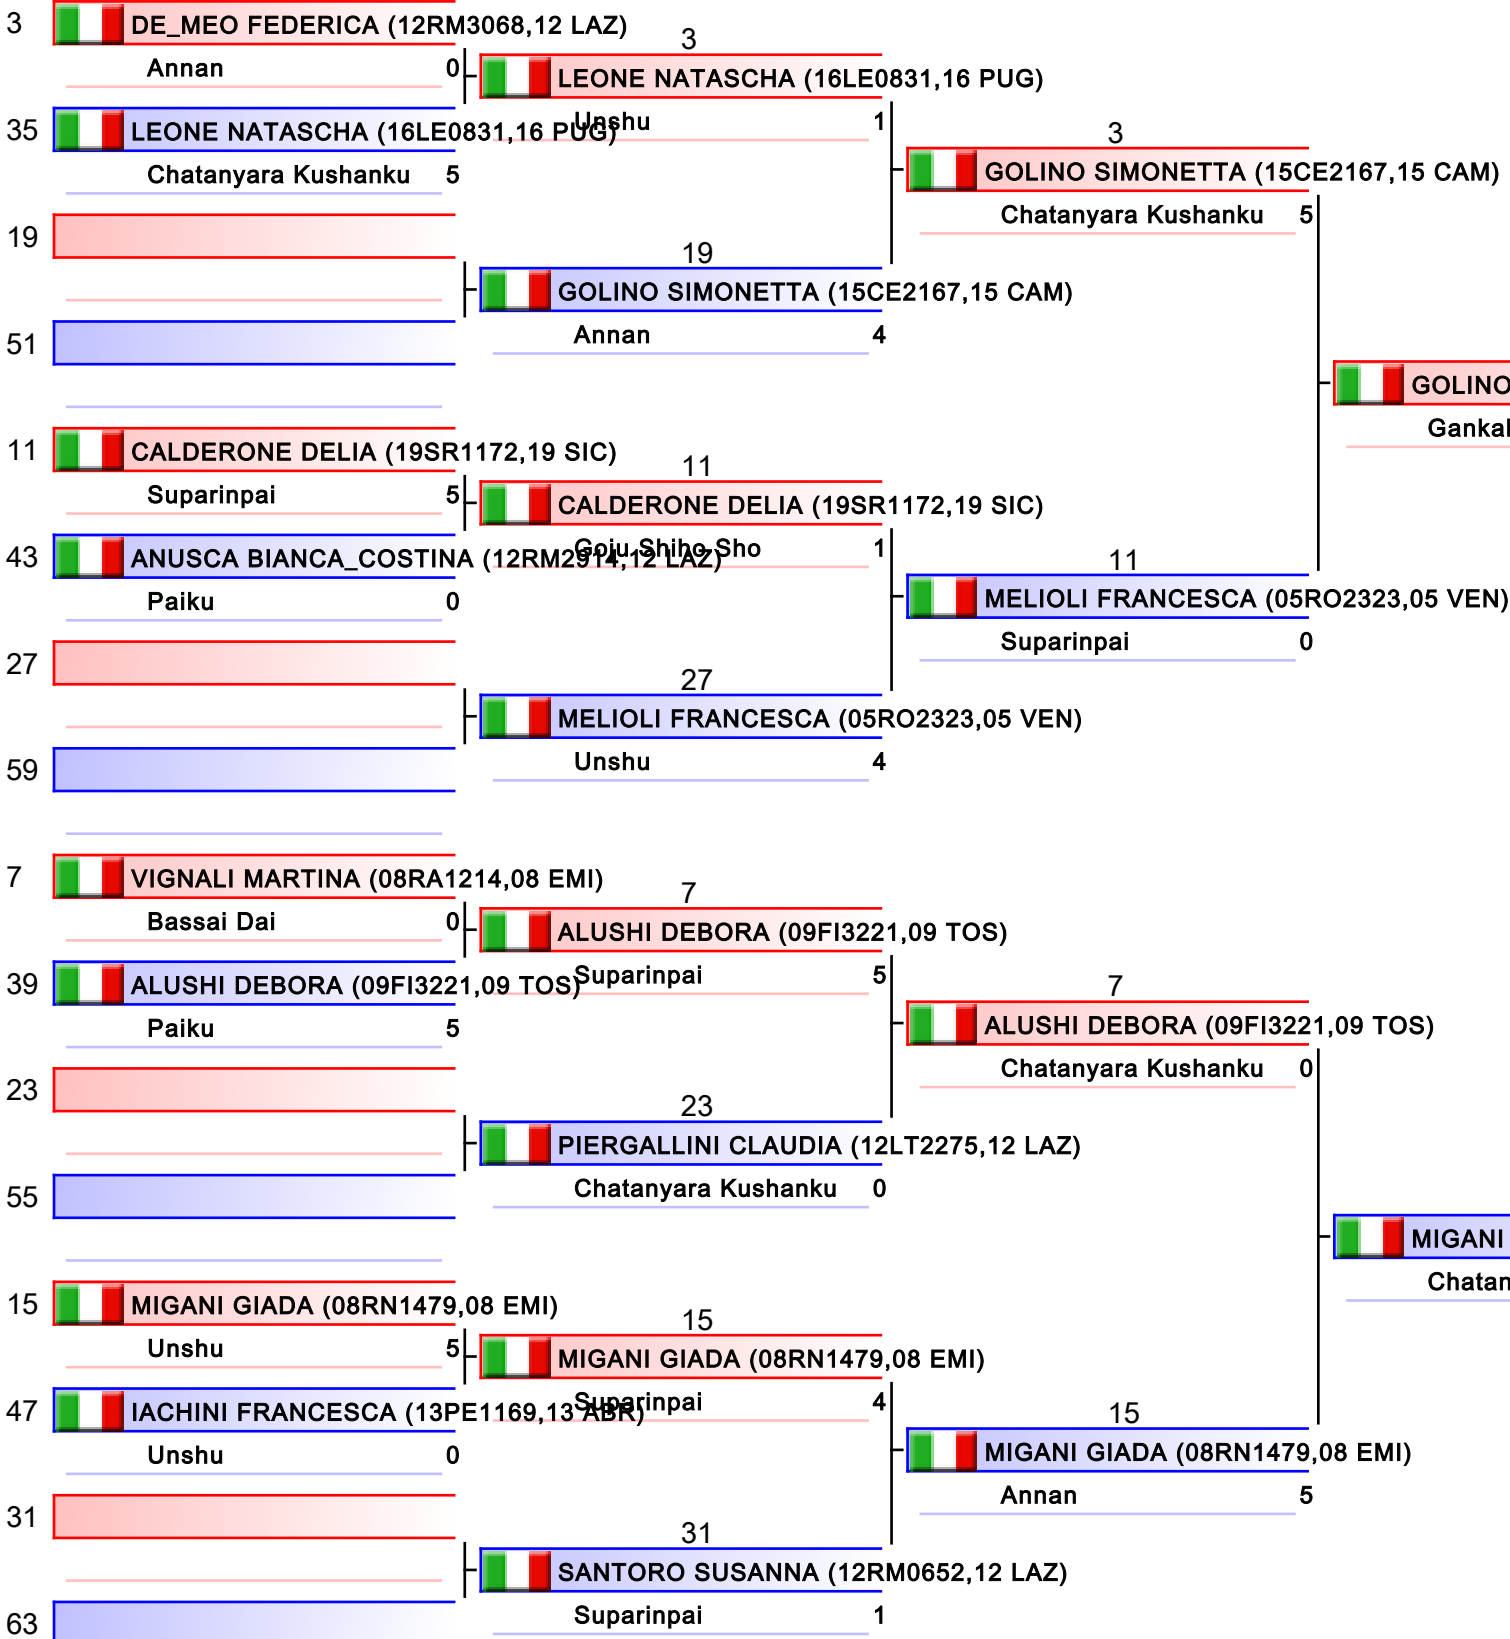 3 DE_MEO FEDERICA (12RM3068,12 LAZ)
Annan 0
35 LEONE NATASCHA (16LE0831,16 PUG)
Chatanyara Kushanku 5
19
51
11 CALDERONE DELIA (19SR1172,19 SIC)
Suparinpai 5
43 ANUSCA BIANCA_COSTINA (12RM2914,12 LAZ)
Paiku 0
27
59
7 VIGNALI MARTINA (08RA1214,08 EMI)
Bassai Dai 0
39 ALUSHI DEBORA (09FI3221,09 TOS)
Paiku 5
23
55
15 MIGANI GIADA (08RN1479,08 EMI)
Unshu 5
47 IACHINI FRANCESCA (13PE1169,13 ABR)
Unshu 0
31
63
3
LEONE NATASCHA (16LE0831,16 PUG)
Unshu 1
19
GOLINO SIMONETTA (15CE2167,15 CAM)
Annan 4
11
CALDERONE DELIA (19SR1172,19 SIC)
Goju Shiho Sho 1
27
MELIOLI FRANCESCA (05RO2323,05 VEN)
Unshu 4
7
ALUSHI DEBORA (09FI3221,09 TOS)
Suparinpai 5
23
PIERGALLINI CLAUDIA (12LT2275,12 LAZ)
Chatanyara Kushanku 0
15
MIGANI GIADA (08RN1479,08 EMI)
Suparinpai 4
31
SANTORO SUSANNA (12RM0652,12 LAZ)
Suparinpai 1
3
GOLINO SIMONETTA (15CE2167,15 CAM)
Chatanyara Kushanku 5
11
MELIOLI FRANCESCA (05RO2323,05 VEN)
Suparinpai 0
7
ALUSHI DEBORA (09FI3221,09 TOS)
Chatanyara Kushanku 0
15
MIGANI GIADA (08RN1479,08 EMI)
Annan 5
GOLINO
Gankak
MIGANI
Chatan